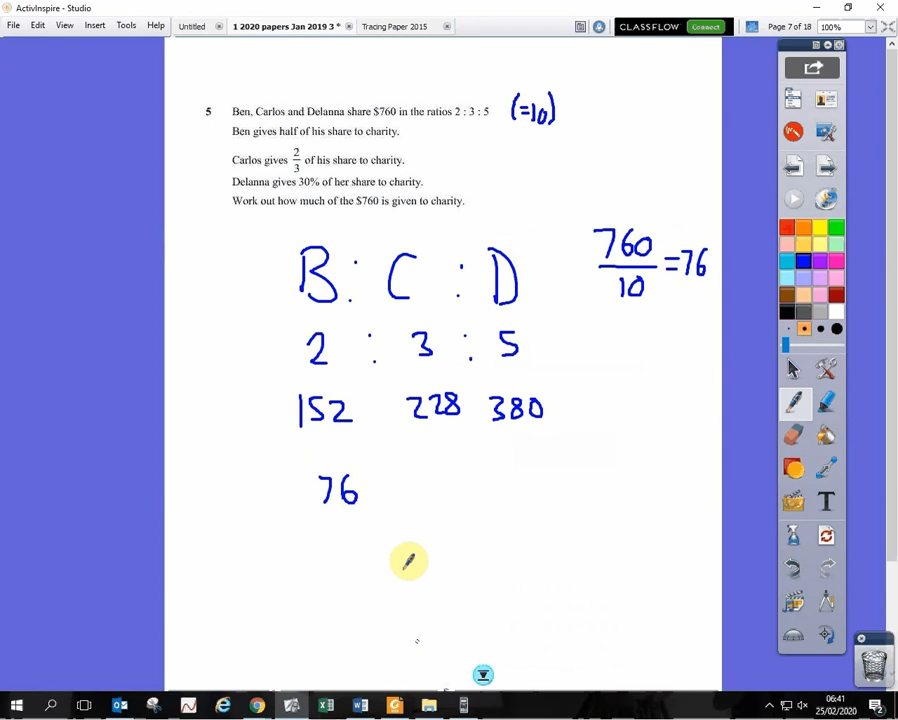 ActivInspire - Studio
File Edit View Insert Tools Help
Untitled
1 2020 papers Jan 2019 3 *
Tracing Paper 2015
CLASSFLOW Connect
Page 7 of 18
100%
5 Ben, Carlos and Delanna share $760 in the ratios 2 : 3 : 5 (=10)
Ben gives half of his share to charity.
Carlos gives 2/3 of his share to charity.
Delanna gives 30% of her share to charity.
Work out how much of the $760 is given to charity.
B : C : D
760/10 = 76
2 : 3 : 5
152 228 380
76
06:41
25/02/2020
2